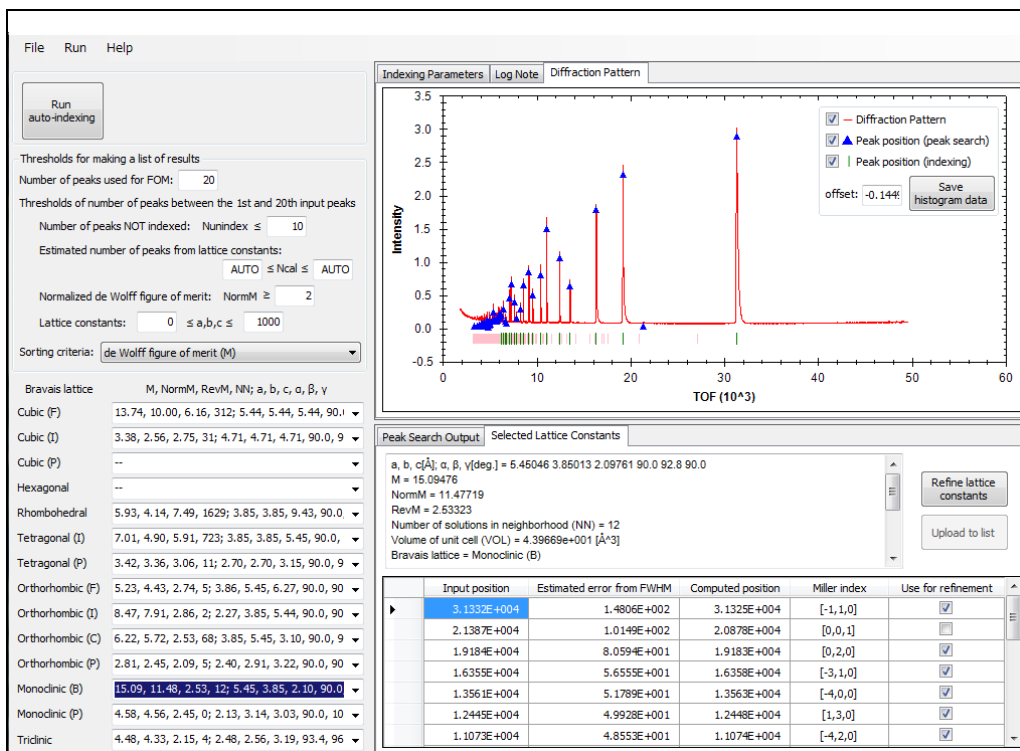 File Run Help
Run
auto-indexing
Thresholds for making a list of results
Number of peaks used for FOM: 20
Thresholds of number of peaks between the 1st and 20th input peaks
Number of peaks NOT indexed: Nunindex ≤ 10
Estimated number of peaks from lattice constants:
AUTO ≤ Ncal ≤ AUTO
Normalized de Wolff figure of merit: NormM ≥ 2
Lattice constants: 0 ≤ a,b,c ≤ 1000
Sorting criteria: de Wolff figure of merit (M)
Bravais lattice M, NormM, RevM, NN; a, b, c, α, β, γ
Cubic (F) 13.74, 10.00, 6.16, 312; 5.44, 5.44, 5.44, 90.(
Cubic (I) 3.38, 2.56, 2.75, 31; 4.71, 4.71, 4.71, 90.0, 9
Cubic (P) --
Hexagonal --
Rhombohedral 5.93, 4.14, 7.49, 1629; 3.85, 3.85, 9.43, 90.0,
Tetragonal (I) 7.01, 4.90, 5.91, 723; 3.85, 3.85, 5.45, 90.0,
Tetragonal (P) 3.42, 3.36, 3.06, 11; 2.70, 2.70, 3.15, 90.0, 9
Orthorhombic (F) 5.23, 4.43, 2.74, 5; 3.86, 5.45, 6.27, 90.0, 90
Orthorhombic (I) 8.47, 7.91, 2.86, 2; 2.27, 3.85, 5.44, 90.0, 90
Orthorhombic (C) 6.22, 5.72, 2.53, 68; 3.85, 5.45, 3.10, 90.0, 9
Orthorhombic (P) 2.81, 2.45, 2.09, 5; 2.40, 2.91, 3.22, 90.0, 90
Monoclinic (B) 15.09, 11.48, 2.53, 12; 5.45, 3.85, 2.10, 90.0
Monoclinic (P) 4.58, 4.56, 2.45, 0; 2.13, 3.14, 3.03, 90.0, 10
Triclinic 4.48, 4.33, 2.15, 4; 2.48, 2.56, 3.19, 93.4, 96
Indexing Parameters Log Note Diffraction Pattern
3.5
3.0
2.5
2.0
1.5
1.0
0.5
0.0
-0.5
Intensity
0 10 20 30 40 50 60
TOF (10^3)
Diffraction Pattern
Peak position (peak search)
Peak position (indexing)
offset: -0.144
Save
histogram data
Peak Search Output Selected Lattice Constants
a, b, c[Å]; α, β, γ[deg.] = 5.45046 3.85013 2.09761 90.0 92.8 90.0
M = 15.09476
NormM = 11.47719
RevM = 2.53323
Number of solutions in neighborhood (NN) = 12
Volume of unit cell (VOL) = 4.39669e+001 [Å^3]
Bravais lattice = Monoclinic (B)
Refine lattice
constants
Upload to list
Input position Estimated error from FWHM Computed position Miller index Use for refinement
3.1332E+004 1.4806E+002 3.1325E+004 [-1,1,0]
2.1387E+004 1.0149E+002 2.0878E+004 [0,0,1]
1.9184E+004 8.0594E+001 1.9183E+004 [0,2,0]
1.6355E+004 5.6555E+001 1.6358E+004 [-3,1,0]
1.3561E+004 5.1789E+001 1.3563E+004 [-4,0,0]
1.2445E+004 4.9928E+001 1.2448E+004 [1,3,0]
1.1073E+004 4.8553E+001 1.1074E+004 [-4,2,0]